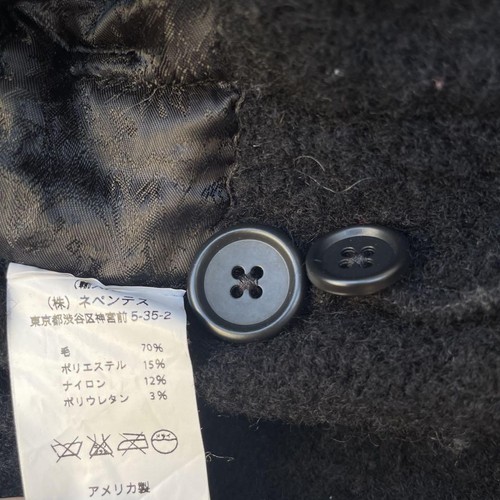 (株)ネペンテス
東京都渋谷区神宮前 5-35-2
毛 70%
ポリエステル 15%
ナイロン 12%
ポリウレタン 3%
アメリカ製